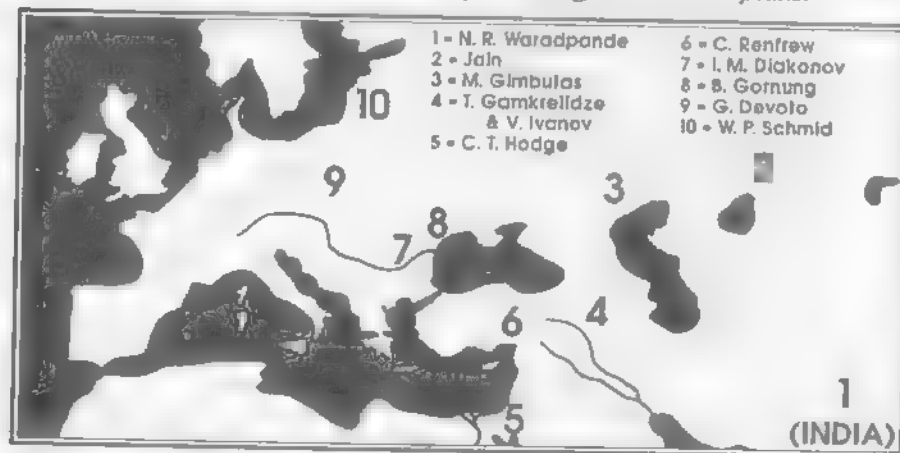 1 = N. R. Waradpande
2 = Jain
3 = M. Gimbutas
4 = T. Gamkrelidze
& V. Ivanov
5 = C. T. Hodge
6 = C. Renfrew
7 = I. M. Diakonov
8 = B. Gornung
9 = G. Devoto
10 = W. P. Schmid
10
9
3
8
7
4
6
1
5
(INDIA)